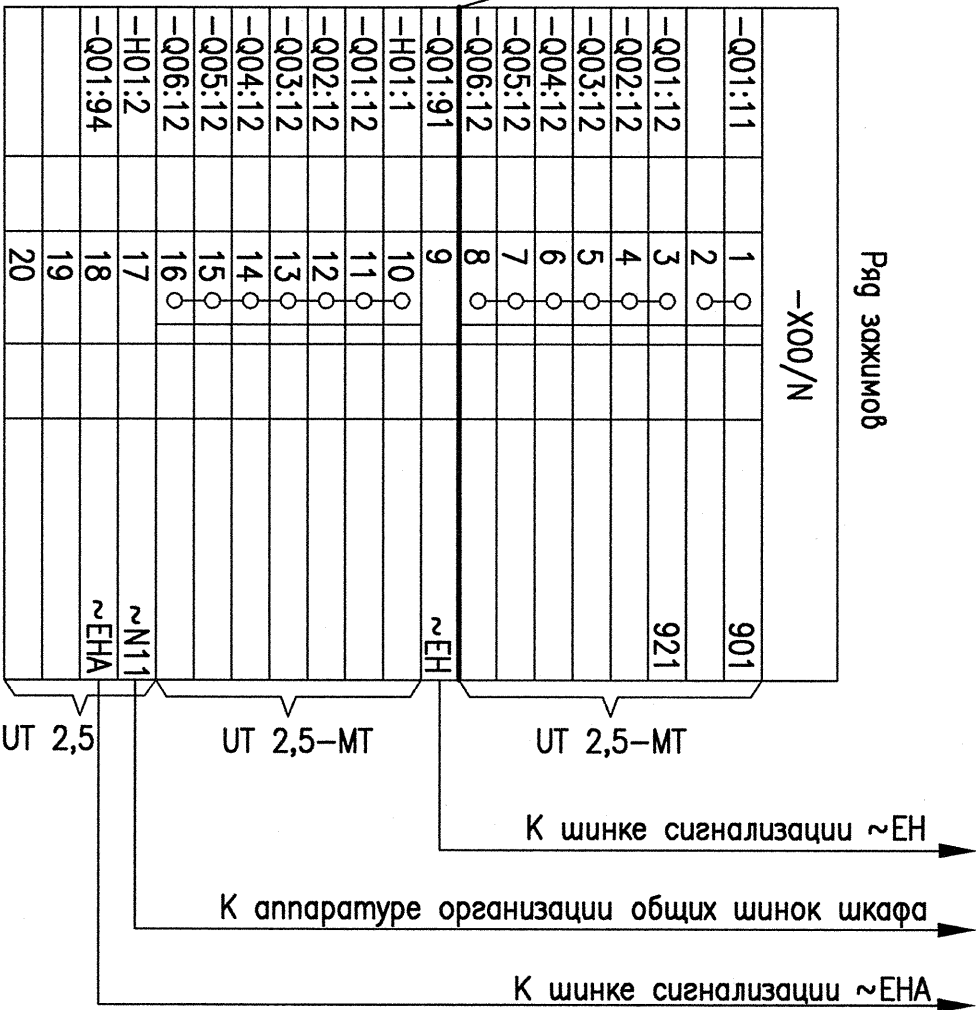 Ряд зажимов
-X00/N
-Q01:11 1 901
2
-Q01:12 3 921
-Q02:12 4
-Q03:12 5
-Q04:12 6
-Q05:12 7
-Q06:12 8
-Q01:91 9 ~EH
-H01:1 10
-Q01:12 11
-Q02:12 12
-Q03:12 13
-Q04:12 14
-Q05:12 15
-Q06:12 16
-H01:2 17 ~N11
-Q01:94 18 ~EHA
19
20
UT 2,5 UT 2,5-MT UT 2,5-MT
К шинке сигнализации ~EH
К аппаратуре организации общих шинок шкафа
К шинке сигнализации ~EHA